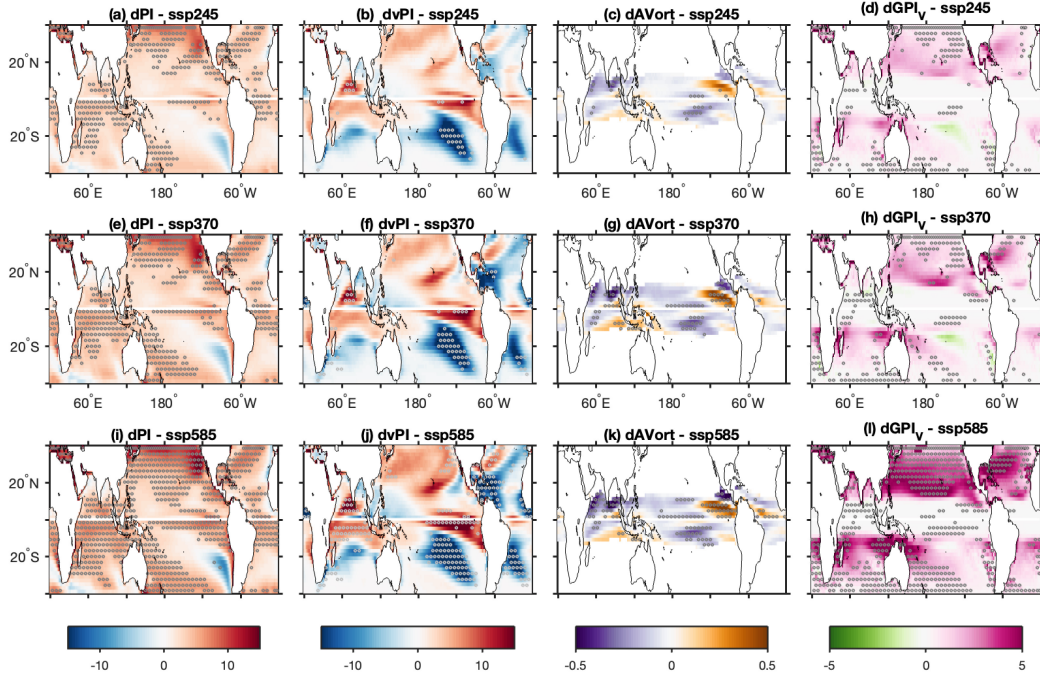 (a) dPI - ssp245 (b) dvPI - ssp245 (c) dAVort - ssp245 (d) dGPIV - ssp245
20°N
20°S
60 E 180 60 W 60 E 180 60 W 60 E 180° 60 W 60 E 180 60 W
(e) dPI - ssp370 (f) dvPI - ssp370 (g) dAVort - ssp370 (h) dGPIV - ssp370
20°N
20°S
60 E 180 60 W 60 E 180 60 W 60 E 180 60 W 60 E 180 60 W
(i) dPI - ssp585 (j) dvPI - ssp585 (k) dAVort - ssp585 (l) dGPIV - ssp585
20°N
20°S
-10 0 10 -10 0 10 -0.5 0 0.5 -5 0 5